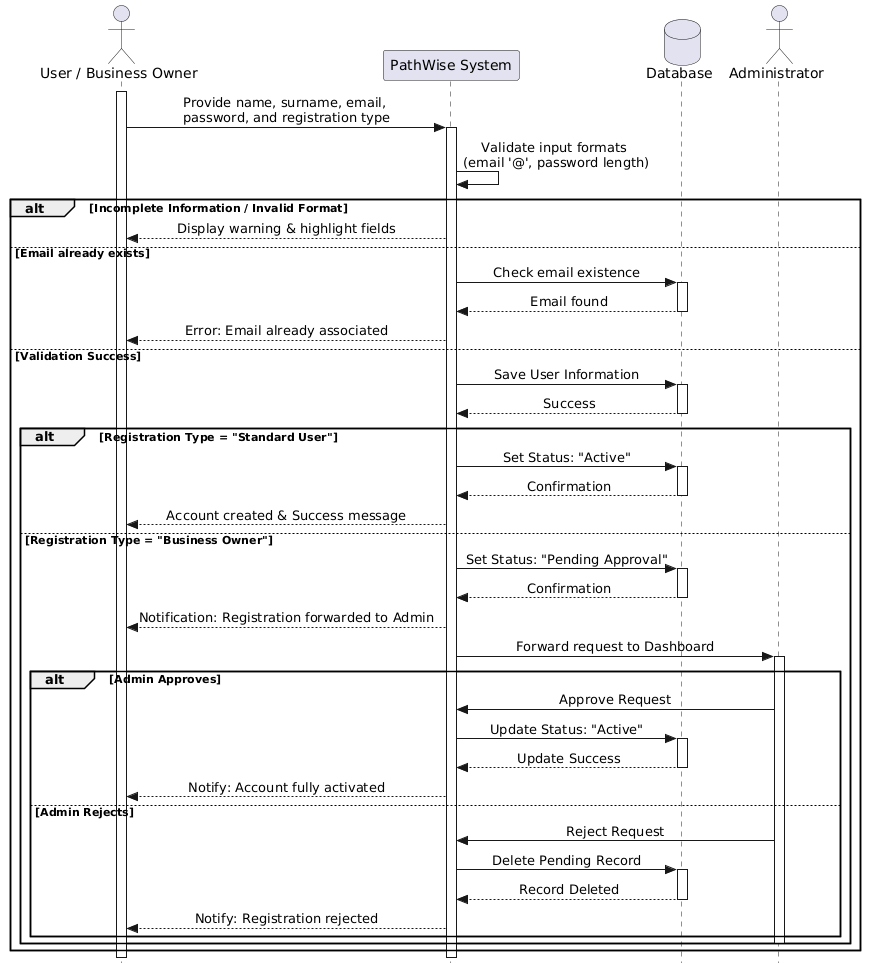 User / Business Owner
PathWise System
Database
Administrator
Provide name, surname, email,
password, and registration type
Validate input formats
(email '@', password length)
alt
[Incomplete Information / Invalid Format]
Display warning & highlight fields
[Email already exists]
Check email existence
Email found
Error: Email already associated
[Validation Success]
Save User Information
Success
alt
[Registration Type = "Standard User"]
Set Status: "Active"
Confirmation
Account created & Success message
[Registration Type = "Business Owner"]
Set Status: "Pending Approval"
Confirmation
Notification: Registration forwarded to Admin
Forward request to Dashboard
alt
[Admin Approves]
Approve Request
Update Status: "Active"
Update Success
Notify: Account fully activated
[Admin Rejects]
Reject Request
Delete Pending Record
Record Deleted
Notify: Registration rejected